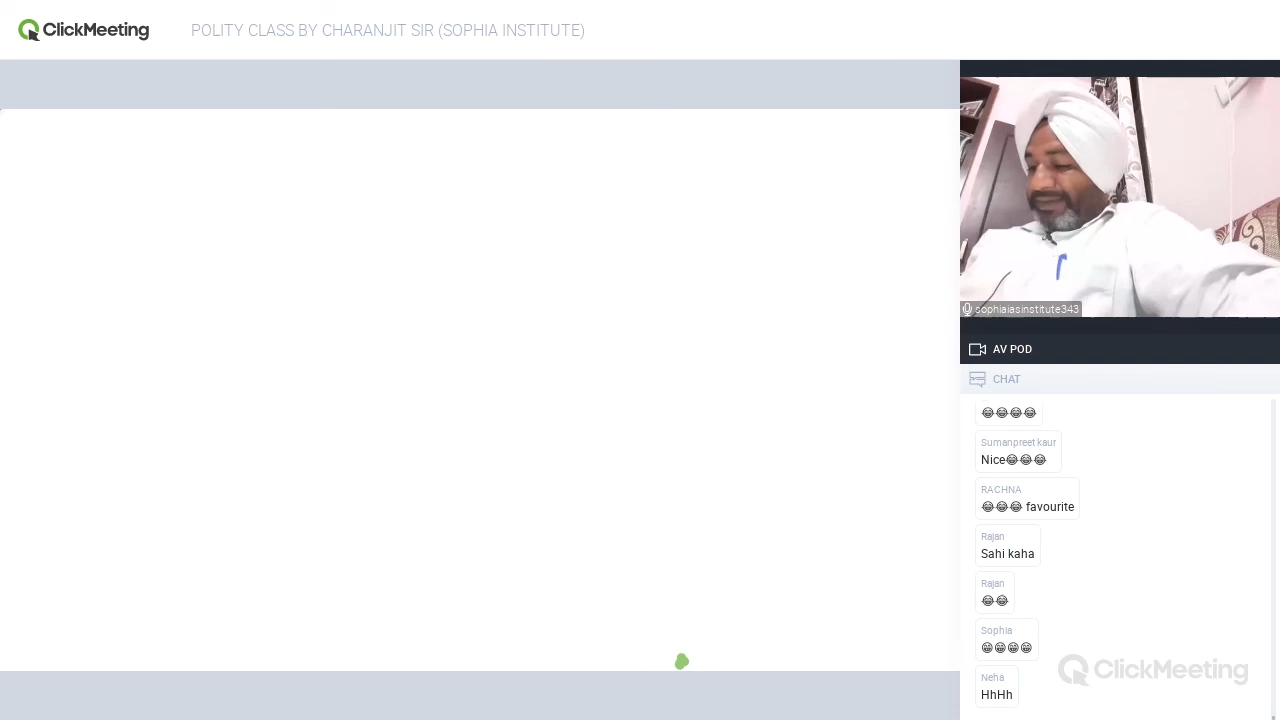 ClickMeeting
POLITY CLASS BY CHARANJIT SIR (SOPHIA INSTITUTE)
sophiaiasinstitute343
AV POD
CHAT
😂😂😂😂
Sumanpreet kaur
Nice😂😂😂
RACHNA
😂😂😂 favourite
Rajan
Sahi kaha
Rajan
😂😂
Sophia
😁😁😁😁
Neha
HhHh
ClickMeeting